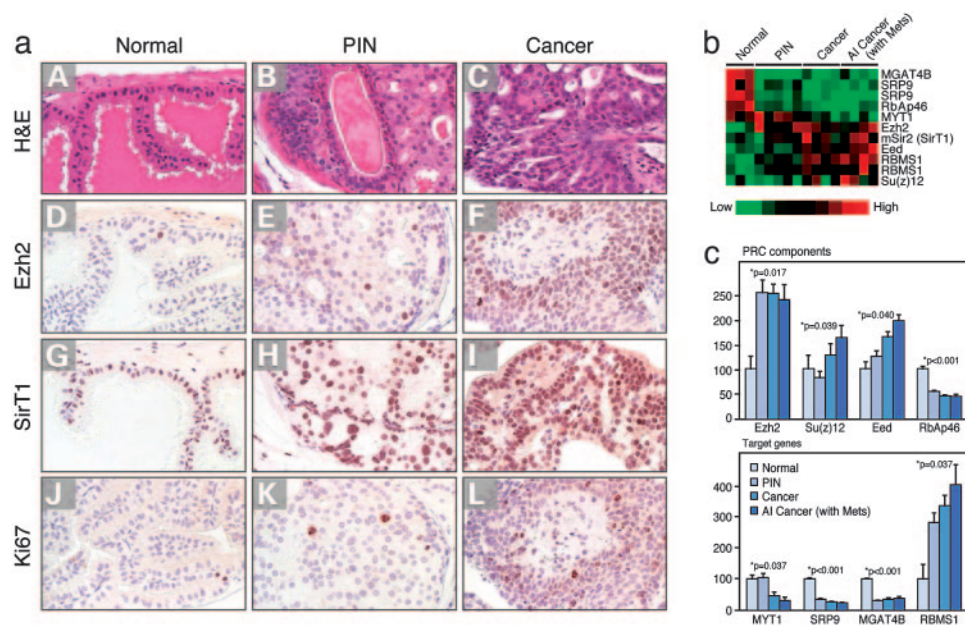 a
Normal
PIN
Cancer
H&E
A
B
C
Ezh2
D
E
F
SirT1
G
H
I
Ki67
J
K
L
b
Normal
PIN
Cancer
AI Cancer
(with Mets)
MGAT4B
SRP9
SRP9
RbAp46
MYT1
Ezh2
mSir2 (SirT1)
Eed
RBMS1
RBMS1
Su(z)12
Low
High
c
PRC components
*p=0.017
*p=0.039
*p=0.040
*p<0.001
250
200
150
100
50
0
Ezh2 Su(z)12 Eed RbAp46
Target genes
Normal
PIN
Cancer
AI Cancer (with Mets)
*p=0.037
*p=0.037
*p<0.001
*p<0.001
400
300
200
100
0
MYT1 SRP9 MGAT4B RBMS1